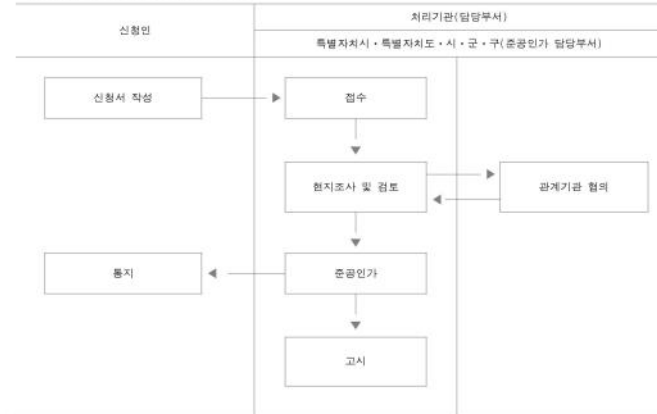 신청인
처리기관(담당부서)
특별자치시·특별자치도·시·군·구(준공인가 담당부서)
신청서 작성
접수
현지조사 및 검토
관계기관 협의
통지
준공인가
고시